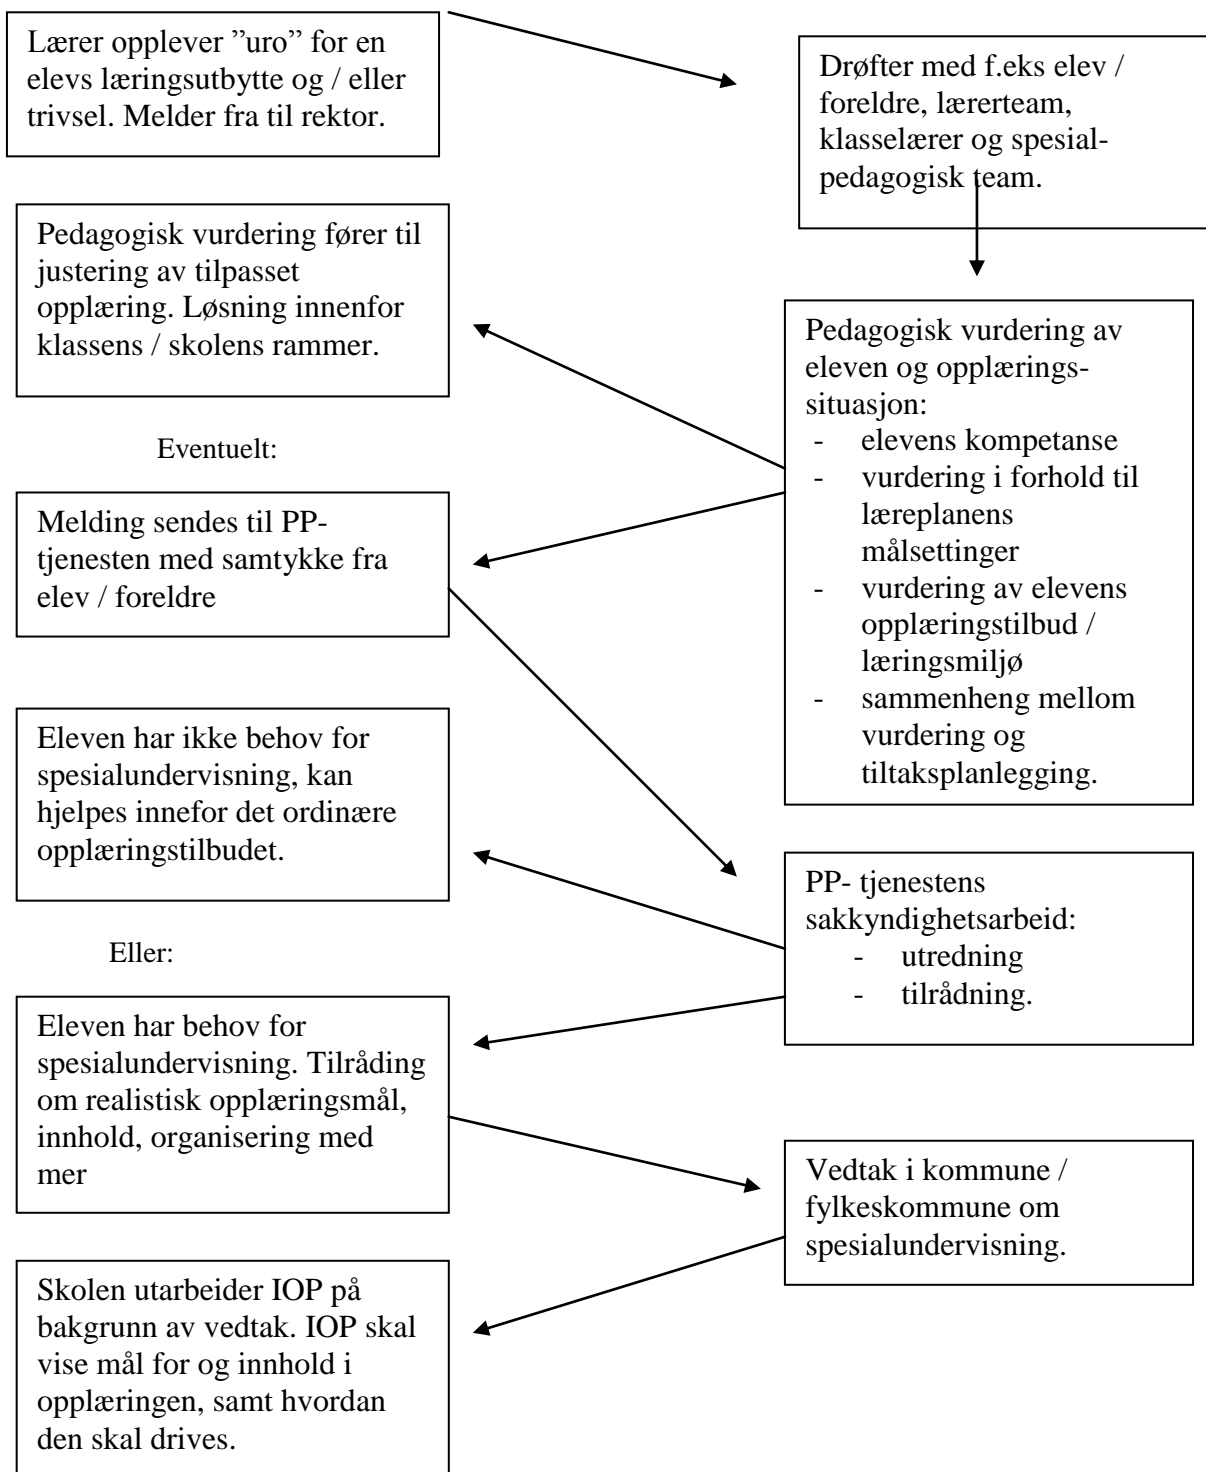 Lærer opplever ”uro” for en
elevs læringsutbytte og / eller
trivsel. Melder fra til rektor.
Drøfter med f.eks elev /
foreldre, lærerteam,
klasselærer og spesial-
pedagogisk team.
Pedagogisk vurdering fører til
justering av tilpasset
opplæring. Løsning innenfor
klassens / skolens rammer.
Pedagogisk vurdering av
eleven og opplærings-
situasjon:
- elevens kompetanse
- vurdering i forhold til
læreplanens
målsettinger
- vurdering av elevens
opplæringstilbud /
læringsmiljø
- sammenheng mellom
vurdering og
tiltaksplanlegging.
Eventuelt:
Melding sendes til PP-
tjenesten med samtykke fra
elev / foreldre
Eleven har ikke behov for
spesialundervisning, kan
hjelpes innefor det ordinære
opplæringstilbudet.
PP- tjenestens
sakkyndighetsarbeid:
- utredning
- tilrådning.
Eller:
Eleven har behov for
spesialundervisning. Tilråding
om realistisk opplæringsmål,
innhold, organisering med
mer
Vedtak i kommune /
fylkeskommune om
spesialundervisning.
Skolen utarbeider IOP på
bakgrunn av vedtak. IOP skal
vise mål for og innhold i
opplæringen, samt hvordan
den skal drives.